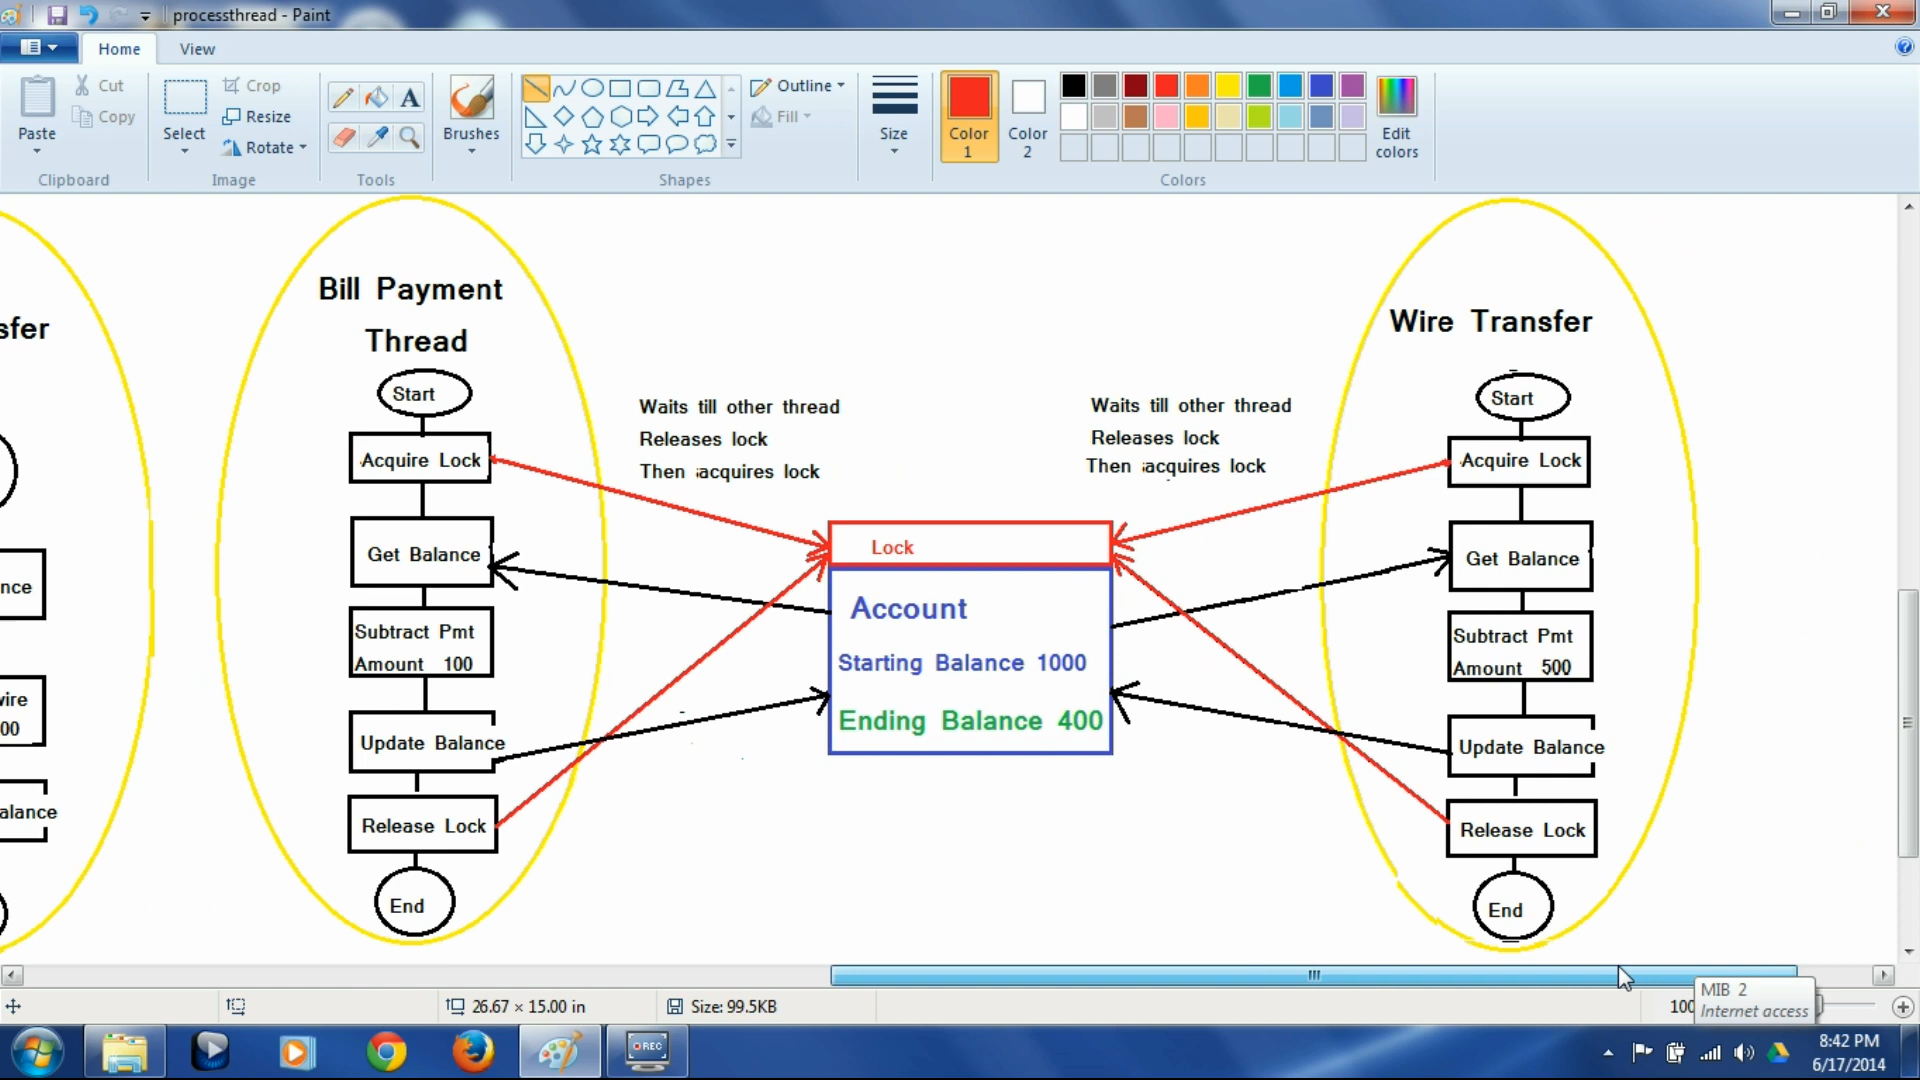 processthread - Paint
Home
View
Paste
Cut
Copy
Clipboard
Select
Crop
Resize
Rotate
Image
A
Tools
Brushes
Shapes
Outline
Fill
Size
Color
1
Color
2
Edit
colors
Colors
sfer
nce
wire
00
alance
Bill Payment
Thread
Start
Acquire Lock
Get Balance
Subtract Pmt
Amount 100
Update Balance
Release Lock
End
Waits till other thread
Releases lock
Then acquires lock
Lock
Account
Starting Balance 1000
Ending Balance 400
Waits till other thread
Releases lock
Then acquires lock
Wire Transfer
Start
Acquire Lock
Get Balance
Subtract Pmt
Amount 500
Update Balance
Release Lock
End
26.67 × 15.00 in
Size: 99.5KB
100
MIB 2
Internet access
REC
8:42 PM
6/17/2014